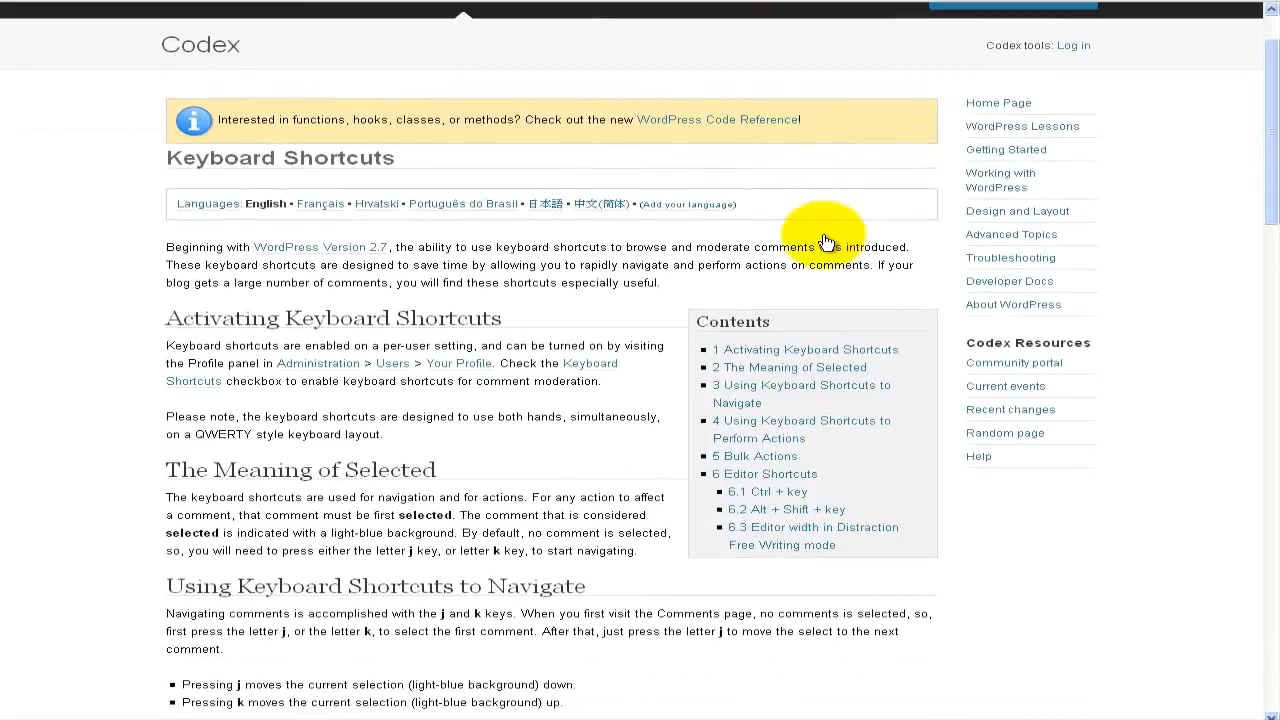 Codex
Codex tools: Log in
Interested in functions, hooks, classes, or methods? Check out the new WordPress Code Reference!
Keyboard Shortcuts
Languages: English • Français • Hrvatski • Português do Brasil • 日本語 • 中文(简体) • (Add your language)
Beginning with WordPress Version 2.7, the ability to use keyboard shortcuts to browse and moderate comments introduced.
These keyboard shortcuts are designed to save time by allowing you to rapidly navigate and perform actions on comments. If your
blog gets a large number of comments, you will find these shortcuts especially useful.
Activating Keyboard Shortcuts
Keyboard shortcuts are enabled on a per-user setting, and can be turned on by visiting
the Profile panel in Administration > Users > Your Profile. Check the Keyboard
Shortcuts checkbox to enable keyboard shortcuts for comment moderation.
Please note, the keyboard shortcuts are designed to use both hands, simultaneously,
on a QWERTY style keyboard layout.
The Meaning of Selected
The keyboard shortcuts are used for navigation and for actions. For any action to affect
a comment, that comment must be first selected. The comment that is considered
selected is indicated with a light-blue background. By default, no comment is selected,
so, you will need to press either the letter j key, or letter k key, to start navigating.
Contents
1 Activating Keyboard Shortcuts
2 The Meaning of Selected
3 Using Keyboard Shortcuts to
Navigate
4 Using Keyboard Shortcuts to
Perform Actions
5 Bulk Actions
6 Editor Shortcuts
6.1 Ctrl + key
6.2 Alt + Shift + key
6.3 Editor width in Distraction
Free Writing mode
Using Keyboard Shortcuts to Navigate
Navigating comments is accomplished with the j and k keys. When you first visit the Comments page, no comments is selected, so,
first press the letter j, or the letter k, to select the first comment. After that, just press the letter j to move the select to the next
comment.
Pressing j moves the current selection (light-blue background) down.
Pressing k moves the current selection (light-blue background) up.
Home Page
WordPress Lessons
Getting Started
Working with
WordPress
Design and Layout
Advanced Topics
Troubleshooting
Developer Docs
About WordPress
Codex Resources
Community portal
Current events
Recent changes
Random page
Help